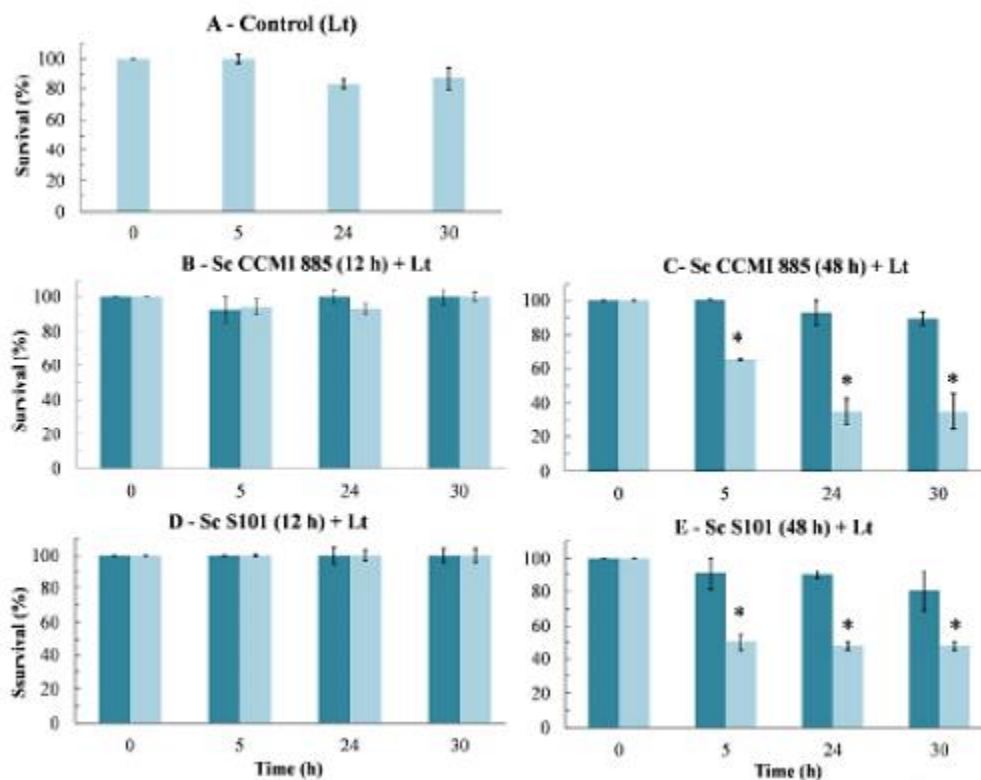 A - Control (Lt)
Survival (%)
100
80
60
40
20
0
0 5 24 30
B - Sc CCMI 885 (12 h) + Lt
Survival (%)
100
80
60
40
20
0
0 5 24 30
C- Sc CCMI 885 (48 h) + Lt
100
80
60
40
20
0
* * *
0 5 24 30
D - Sc S101 (12 h) + Lt
Ssurvival (%)
100
80
60
40
20
0
0 5 24 30
Time (h)
E - Sc S101 (48 h) + Lt
100
80
60
40
20
0
* * *
0 5 24 30
Time (h)